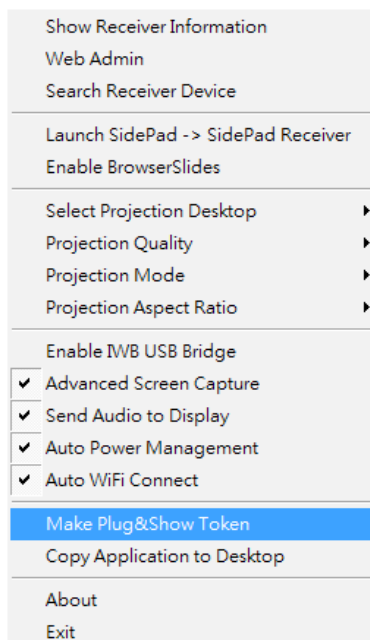 Show Receiver Information
Web Admin
Search Receiver Device
Launch SidePad -> SidePad Receiver
Enable BrowserSlides
Select Projection Desktop
Projection Quality
Projection Mode
Projection Aspect Ratio
Enable IWB USB Bridge
Advanced Screen Capture
Send Audio to Display
Auto Power Management
Auto WiFi Connect
Make Plug&Show Token
Copy Application to Desktop
About
Exit